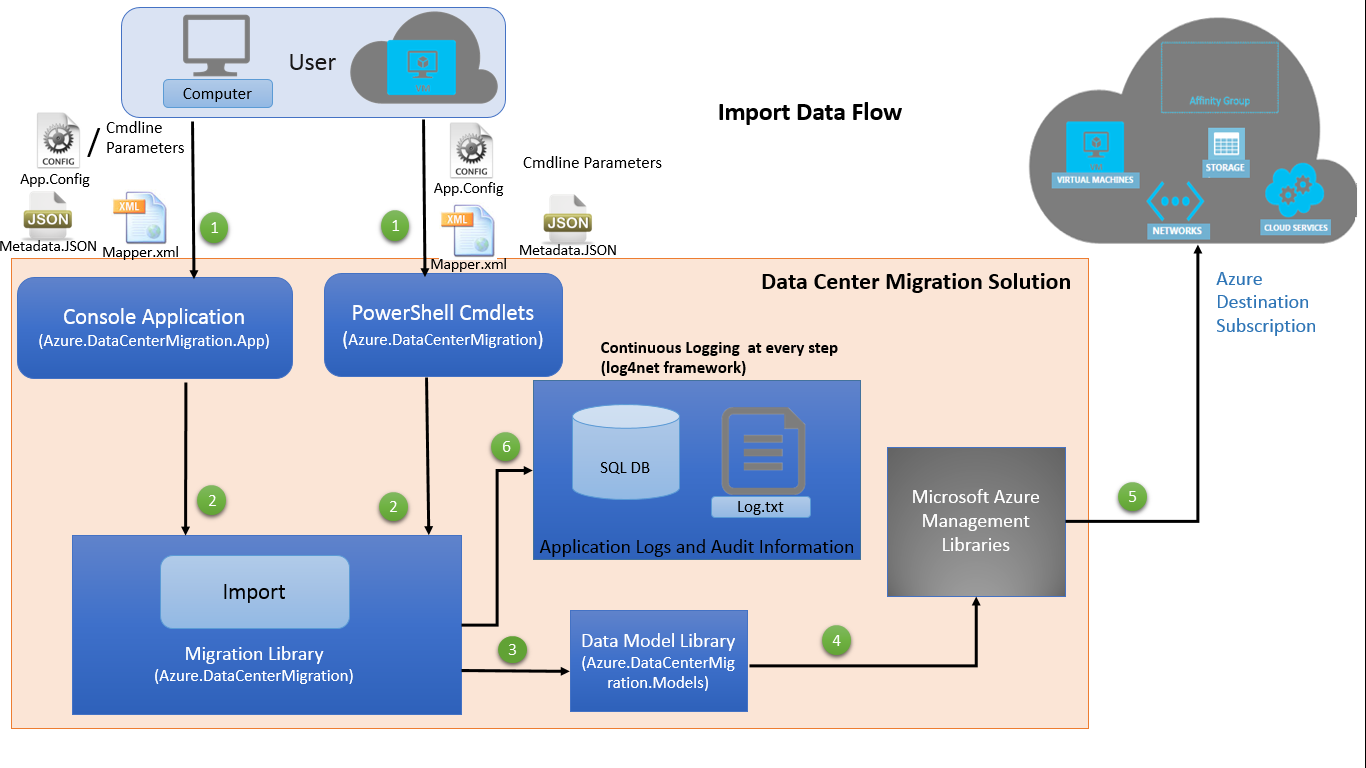 User
Computer
Import Data Flow
Affinity Group
VIRTUAL MACHINES
STORAGE
NETWORKS
CLOUD SERVICES
Azure
Destination
Subscription
CONFIG
App.Config
/
Cmdline
Parameters
JSON
Metadata.JSON
XML
Mapper.xml
1
CONFIG
App.Config
Cmdline Parameters
XML
Mapper.xml
JSON
Metadata.JSON
1
Data Center Migration Solution
Console Application
(Azure.DataCenterMigration.App)
PowerShell Cmdlets
(Azure.DataCenterMigration)
Continuous Logging at every step
(log4net framework)
SQL DB
Log.txt
Application Logs and Audit Information
2
2
6
Import
Migration Library
(Azure.DataCenterMigration)
3
Data Model Library
(Azure.DataCenterMig
ration.Models)
4
Microsoft Azure
Management
Libraries
5